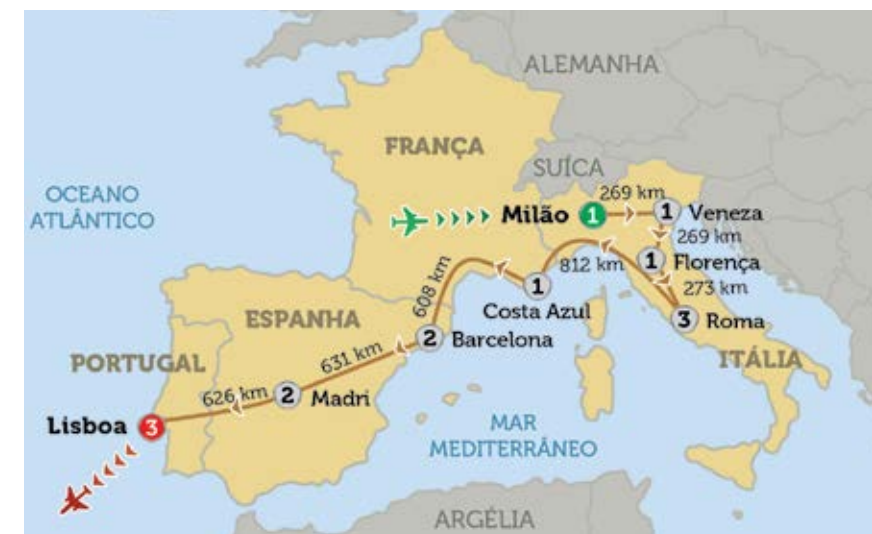 ALEMANHA
FRANÇA
SUÍCA
OCEANO
ATLÂNTICO
269 km
Milão 1
1 Veneza
269 km
1 Florença
812 km
273 km
608 km
1
Costa Azul
3 Roma
ESPANHA
2 Barcelona
ITÁLIA
PORTUGAL
631 km
626 km
2 Madri
Lisboa 3
MAR
MEDITERRÂNEO
ARGÉLIA